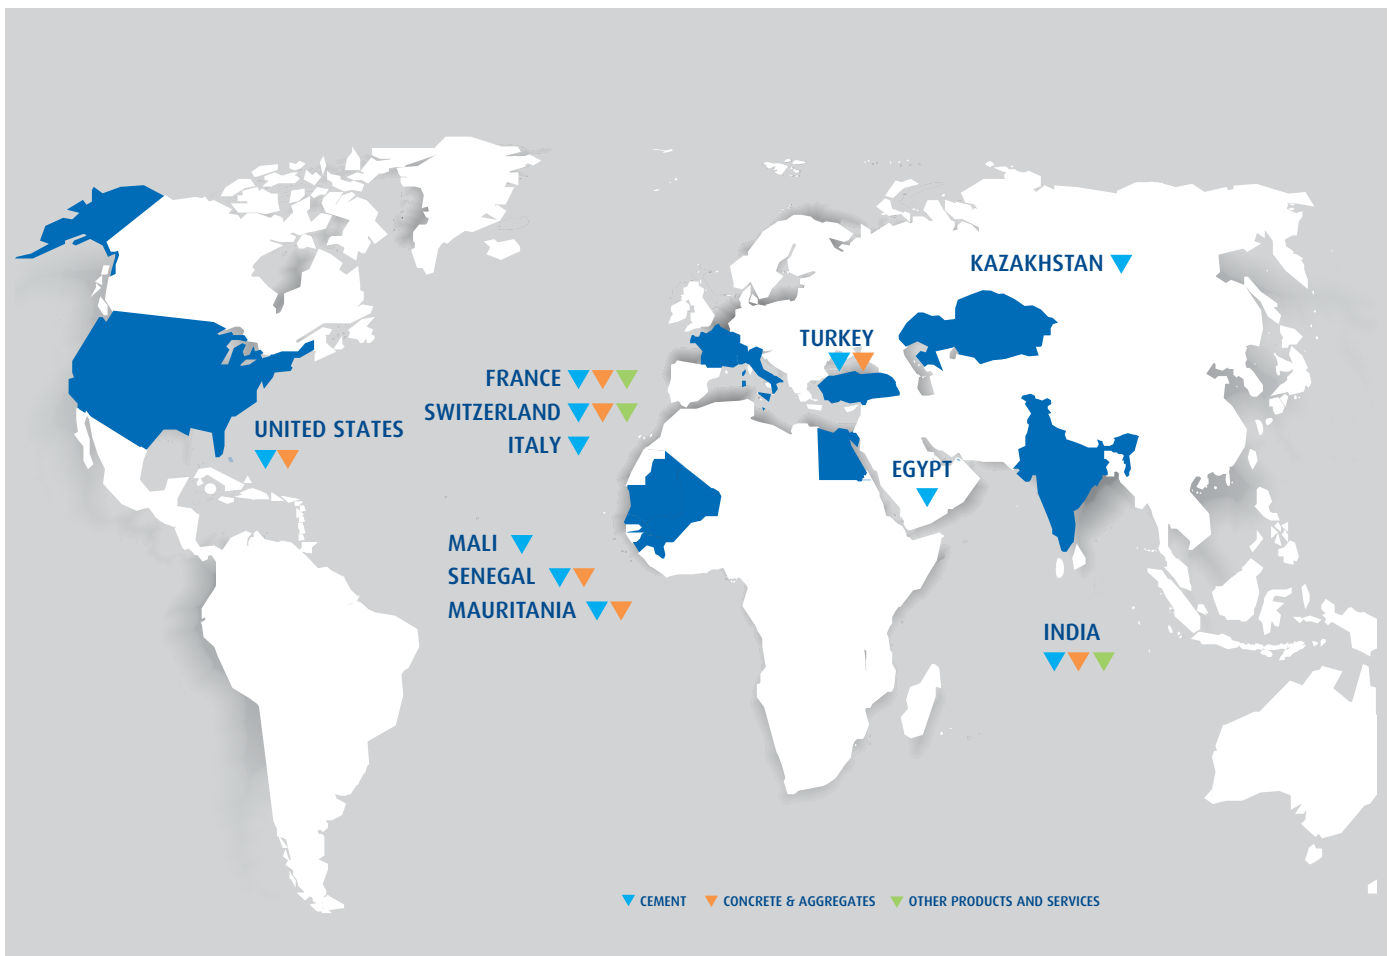 KAZAKHSTAN
TURKEY
FRANCE
SWITZERLAND
ITALY
UNITED STATES
EGYPT
MALI
SENEGAL
MAURITANIA
INDIA
CEMENT CONCRETE & AGGREGATES OTHER PRODUCTS AND SERVICES